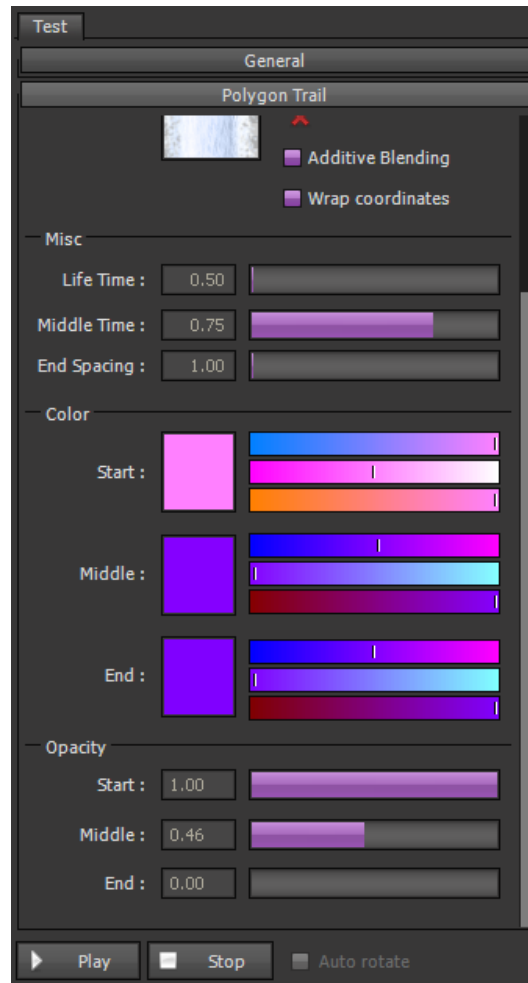 Test
General
Polygon Trail
Additive Blending
Wrap coordinates
Misc
Life Time : 0.50
Middle Time : 0.75
End Spacing : 1.00
Color
Start :
Middle :
End :
Opacity
Start : 1.00
Middle : 0.46
End : 0.00
Play Stop Auto rotate